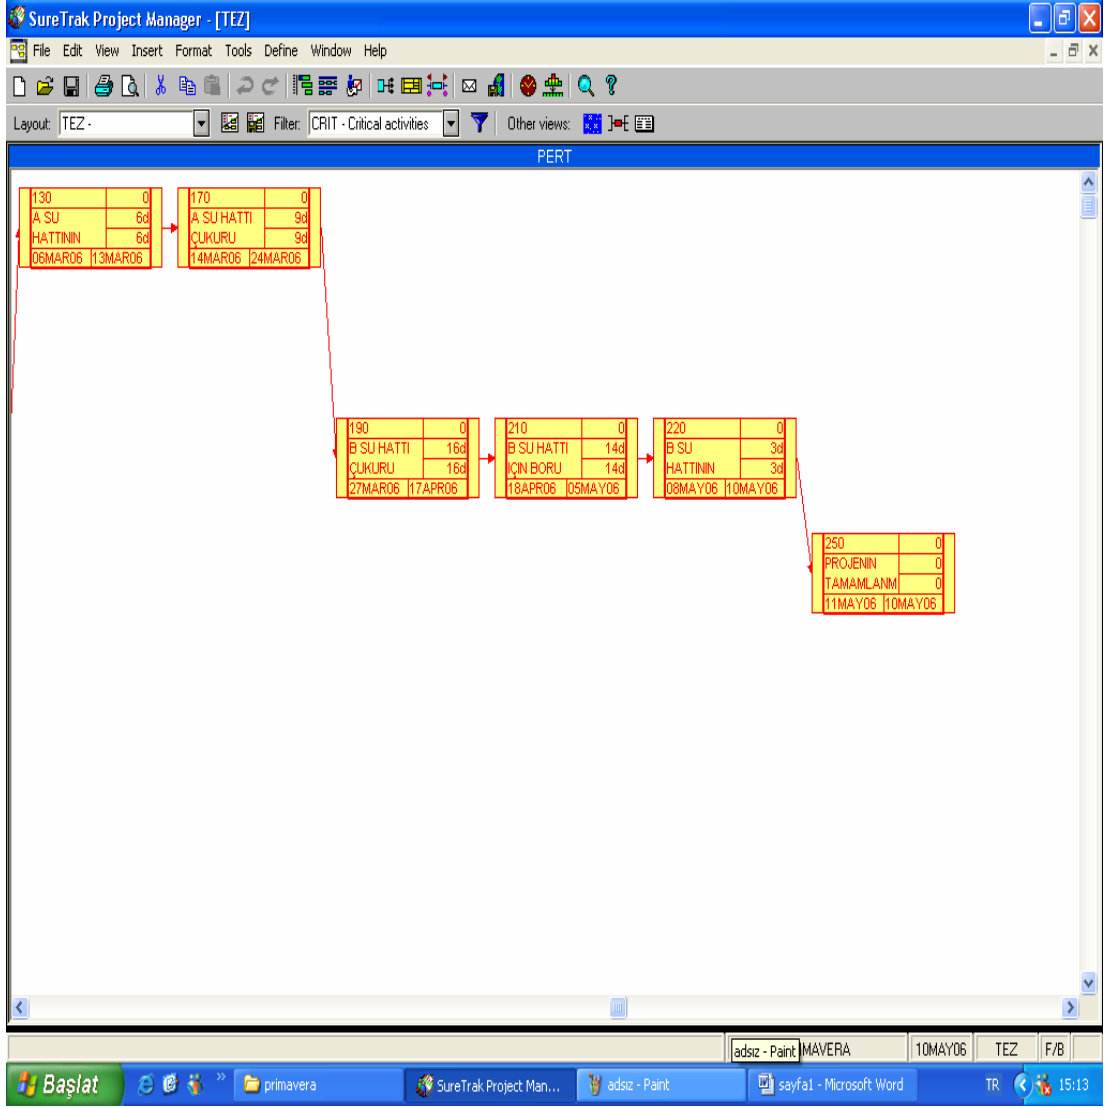 SureTrak Project Manager - [TEZ]
File Edit View Insert Format Tools Define Window Help
Layout: TEZ - Filter: CRIT - Critical activities Other views:
PERT
130 0
A SU 6d
HATTININ 6d
06MAR06 13MAR06
170 0
A SU HATTI 9d
ÇUKURU 9d
14MAR06 24MAR06
190 0
B SU HATTI 16d
ÇUKURU 16d
27MAR06 17APR06
210 0
B SU HATTI 14d
IÇIN BORU 14d
18APR06 05MAY06
220 0
B SU 3d
HATTININ 3d
08MAY06 10MAY06
250 0
PROJENIN 0
TAMAMLANM 0
11MAY06 10MAY06
adsız - Paint MAVERA 10MAY06 TEZ F/B
Başlat » primavera SureTrak Project Man... adsız - Paint sayfa1 - Microsoft Word TR 15:13